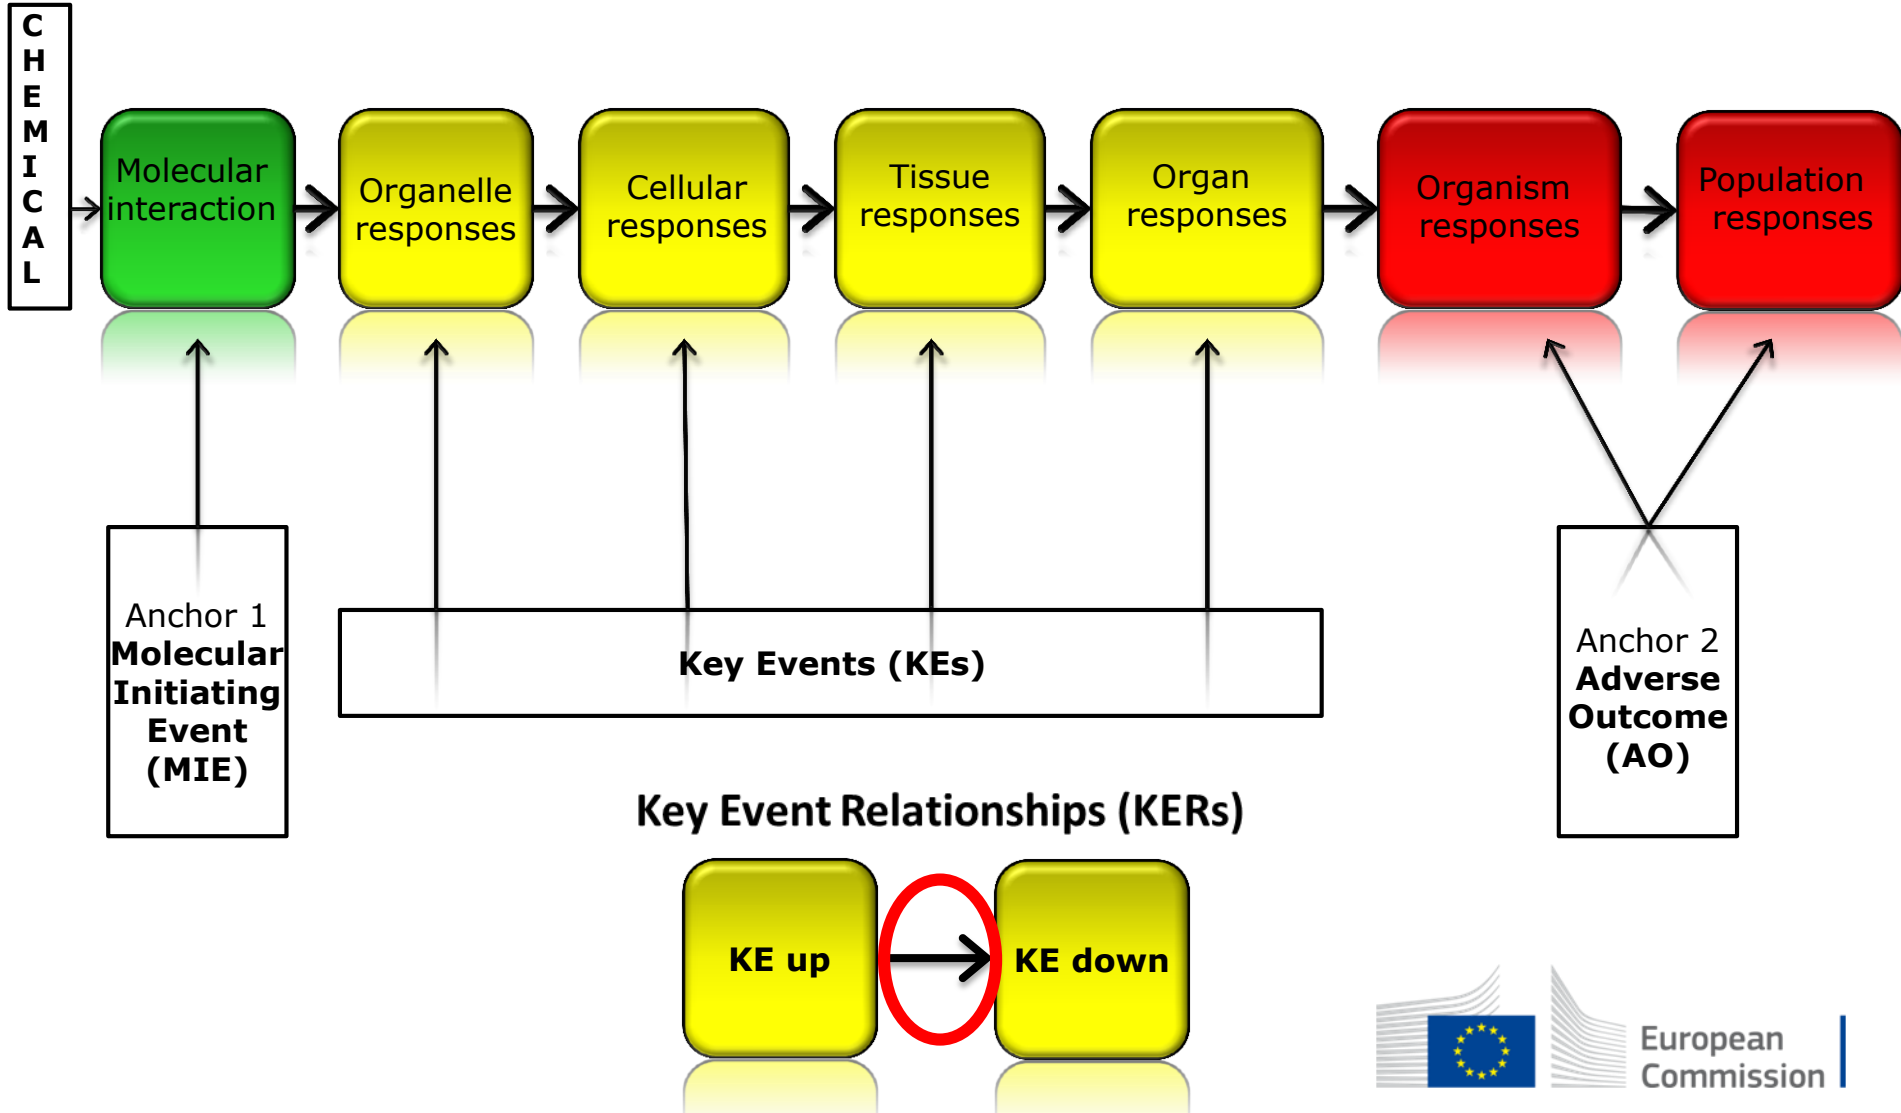 CHEMICAL
Molecular
interaction
Organelle
responses
Cellular
responses
Tissue
responses
Organ
responses
Organism
responses
Population
responses
Anchor 1
Molecular
Initiating
Event
(MIE)
Key Events (KEs)
Anchor 2
Adverse
Outcome
(AO)
Key Event Relationships (KERs)
KE up
KE down
European
Commission